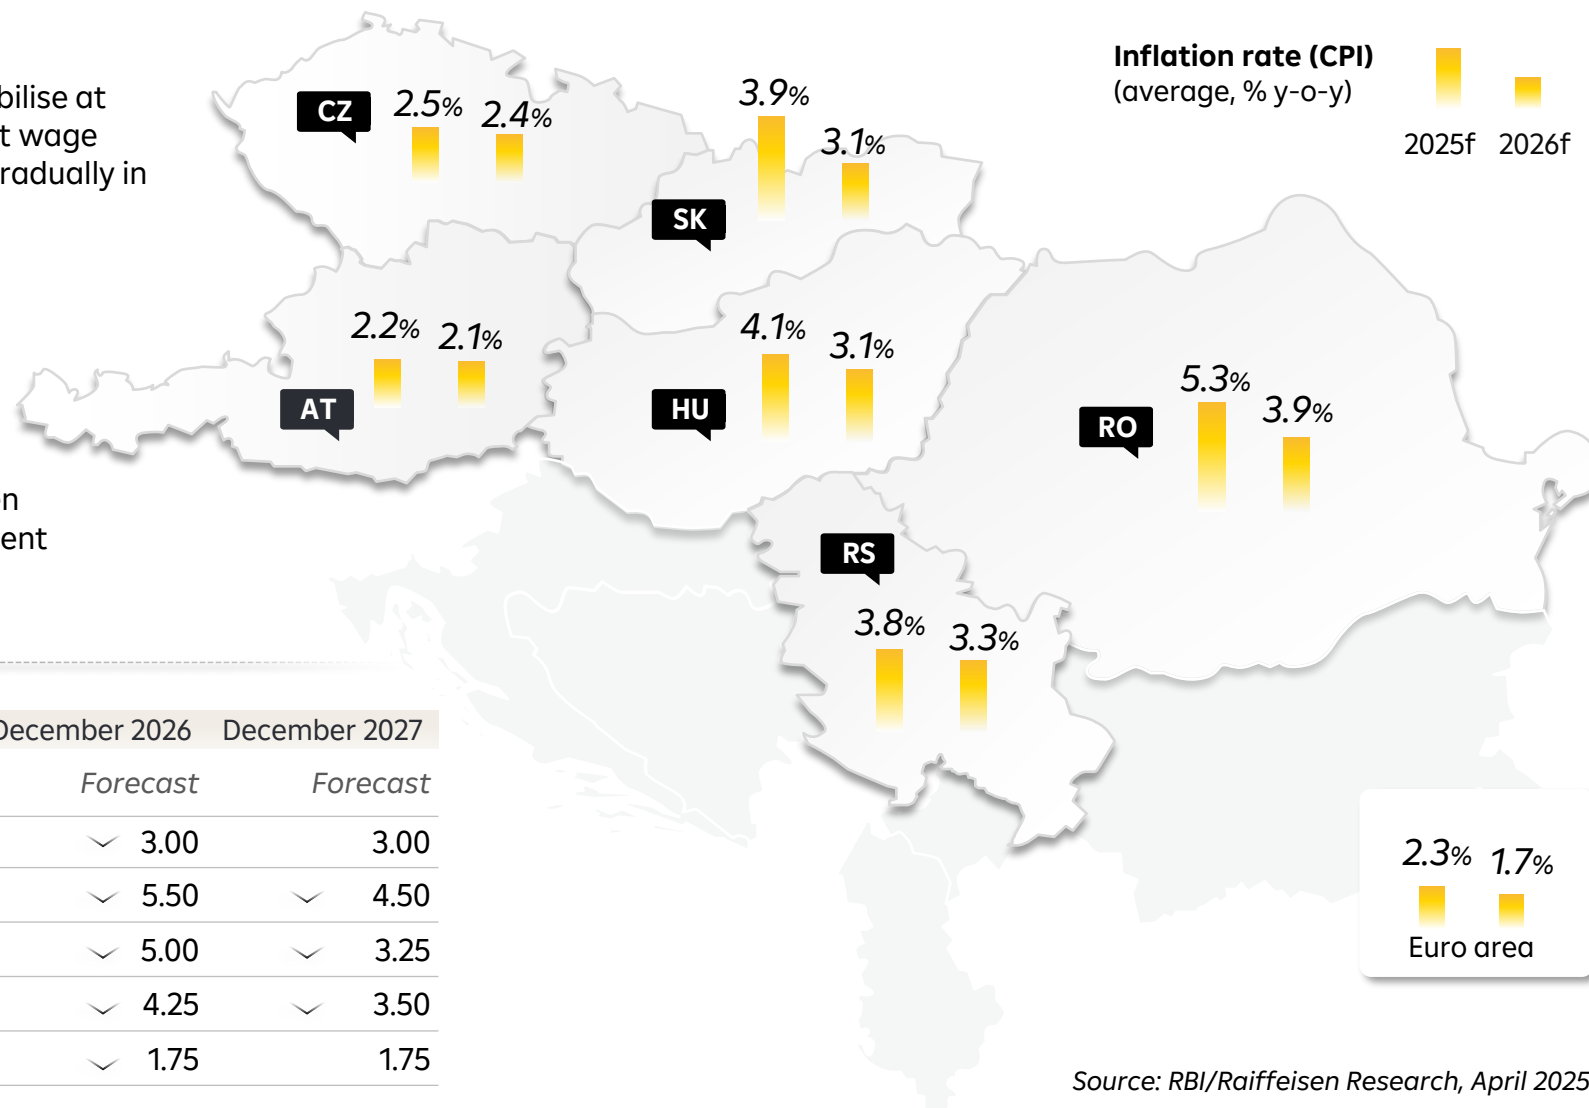 bilise at
t wage
radually in
en
ent
Inflation rate (CPI)
(average, % y-o-y)
2025f 2026f
CZ
2.5% 2.4%
SK
3.9% 3.1%
AT
2.2% 2.1%
HU
4.1% 3.1%
RO
5.3% 3.9%
RS
3.8% 3.3%
December 2026 December 2027
Forecast Forecast
3.00 3.00
5.50 4.50
5.00 3.25
4.25 3.50
1.75 1.75
2.3% 1.7%
Euro area
Source: RBI/Raiffeisen Research, April 2025